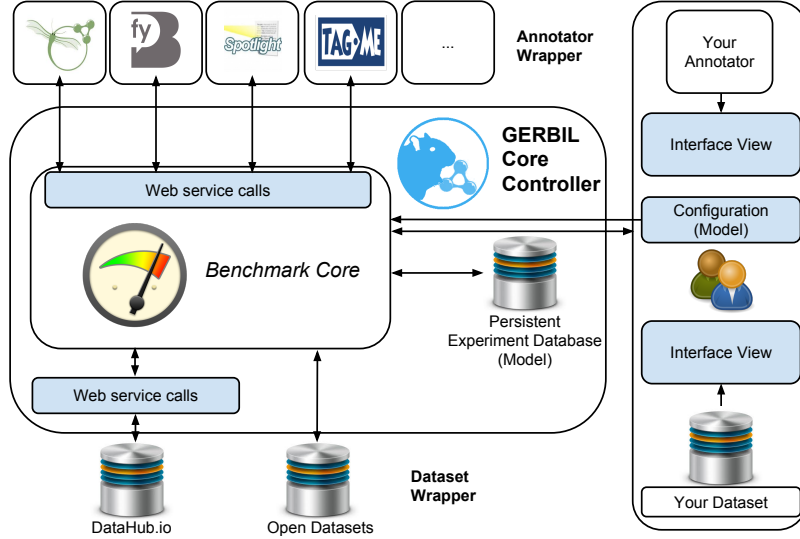 fy
Spotlight
TAG ME
...
Annotator
Wrapper
Your
Annotator
Interface View
GERBIL
Core
Controller
Web service calls
Configuration
(Model)
Benchmark Core
Persistent
Experiment Database
(Model)
Interface View
Web service calls
Dataset
Wrapper
Your Dataset
DataHub.io
Open Datasets